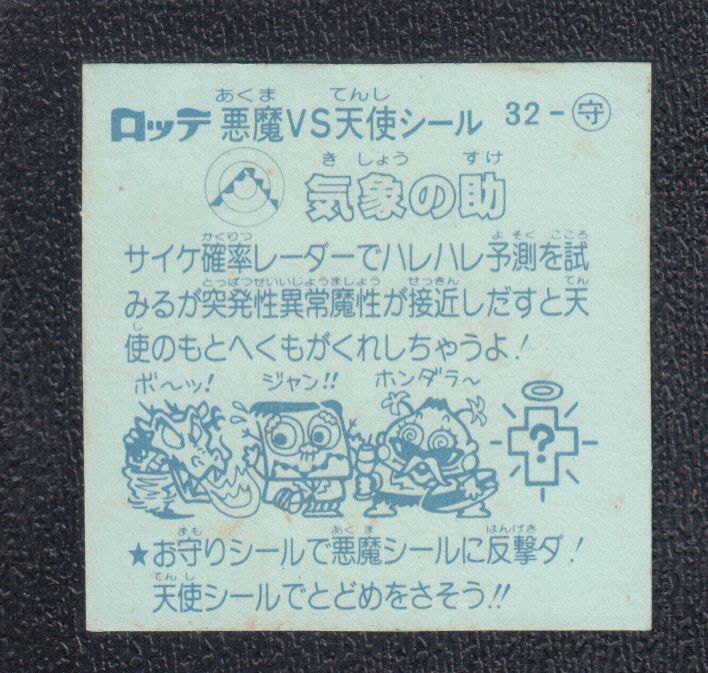 あくま てんし
ロッテ 悪魔VS天使シール 32-守
きしょう すけ
気象の助
かくりつ よそく こころ
サイケ確率レーダーでハレハレ予測を試
とっぱつせいいじょうましょう せっきん てん
みるが突発性異常魔性が接近しだすと天
し
使のもとへくもがくれしちゃうよ!
ボ〜ッ! ジャン!! ホンダラ〜
?
まも あくま はんげき
★お守りシールで悪魔シールに反撃ダ!
てんし
天使シールでとどめをさそう!!